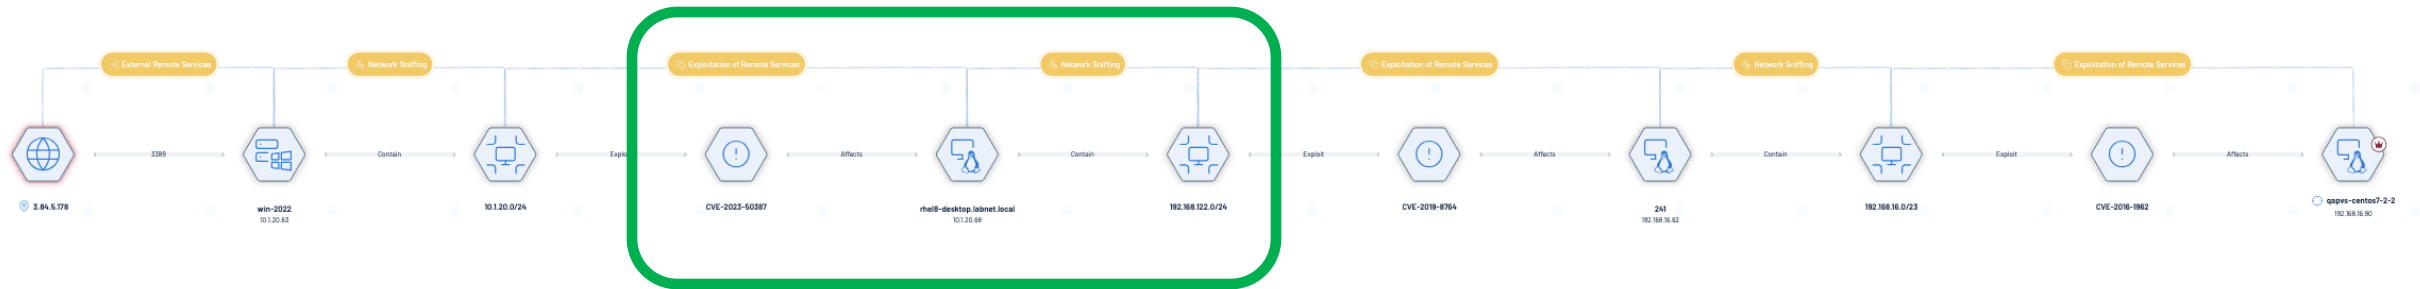 External Remote Services
Network Sniffing
Exploitation of Remote Services
Network Sniffing
Exploitation of Remote Services
Network Sniffing
Exploitation of Remote Services
3389
Contain
Explo
Affects
Contain
Exploit
Affects
Contain
Exploit
Affects
3.84.5.178
win-2022
10.1.20.63
10.1.20.0/24
CVE-2023-50387
rhel8-desktop.labnet.local
10.1.20.68
192.168.122.0/24
CVE-2019-8764
241
192.168.16.62
192.168.16.0/23
CVE-2016-1962
qapvs-centos7-2-2
192.168.16.90